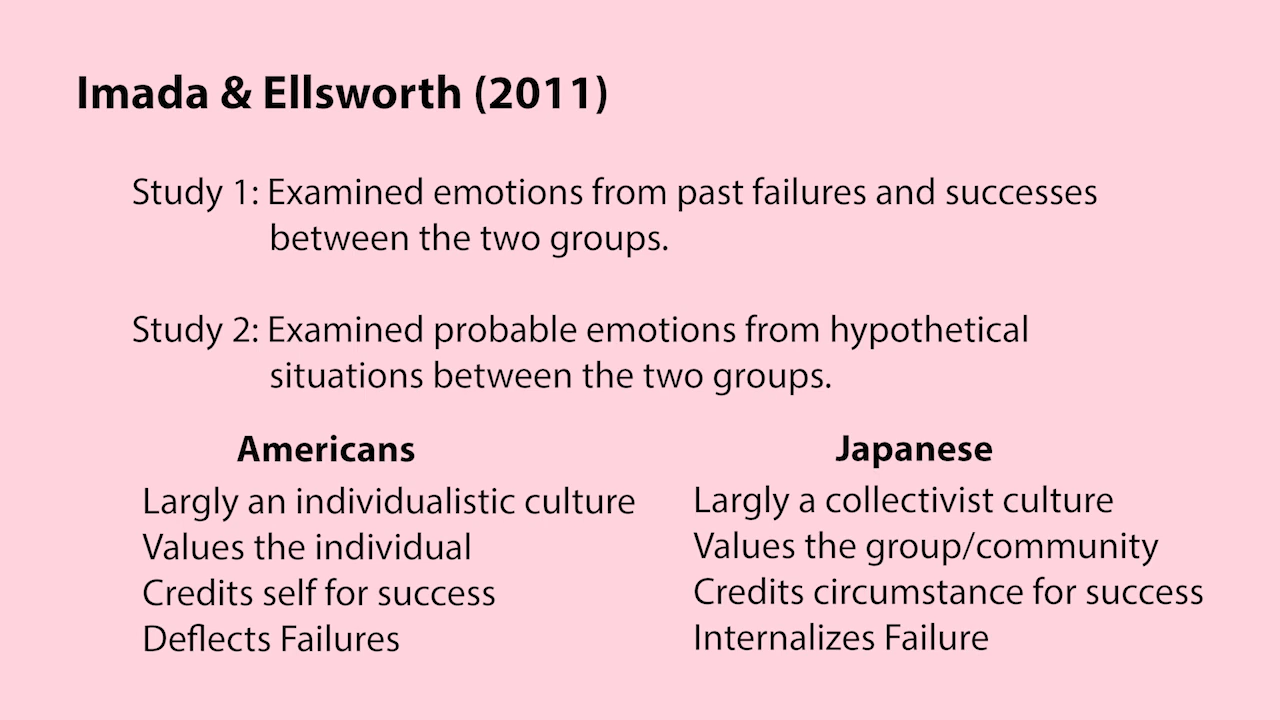 Imada & Ellsworth (2011)
Study 1: Examined emotions from past failures and successes
between the two groups.
Study 2: Examined probable emotions from hypothetical
situations between the two groups.
Americans
Largly an individualistic culture
Values the individual
Credits self for success
Deflects Failures
Japanese
Largly a collectivist culture
Values the group/community
Credits circumstance for success
Internalizes Failure